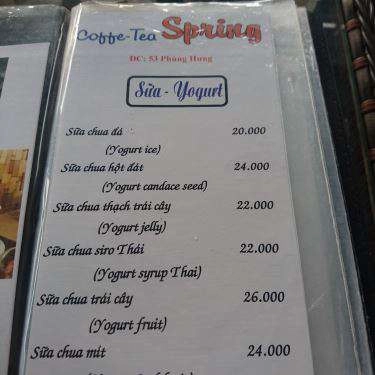 Coffe-Tea Spring
DC: 53 Phùng Hưng
Sữa - Yogurt
Sữa chua đá 20.000
(Yogurt ice)
Sữa chua hột đát 24.000
(Yogurt candace seed)
Sữa chua thạch trái cây 22.000
(Yogurt jelly)
Sữa chua siro Thái 22.000
(Yogurt syrup Thai)
Sữa chua trái cây 26.000
(Yogurt fruit)
Sữa chua mít 24.000